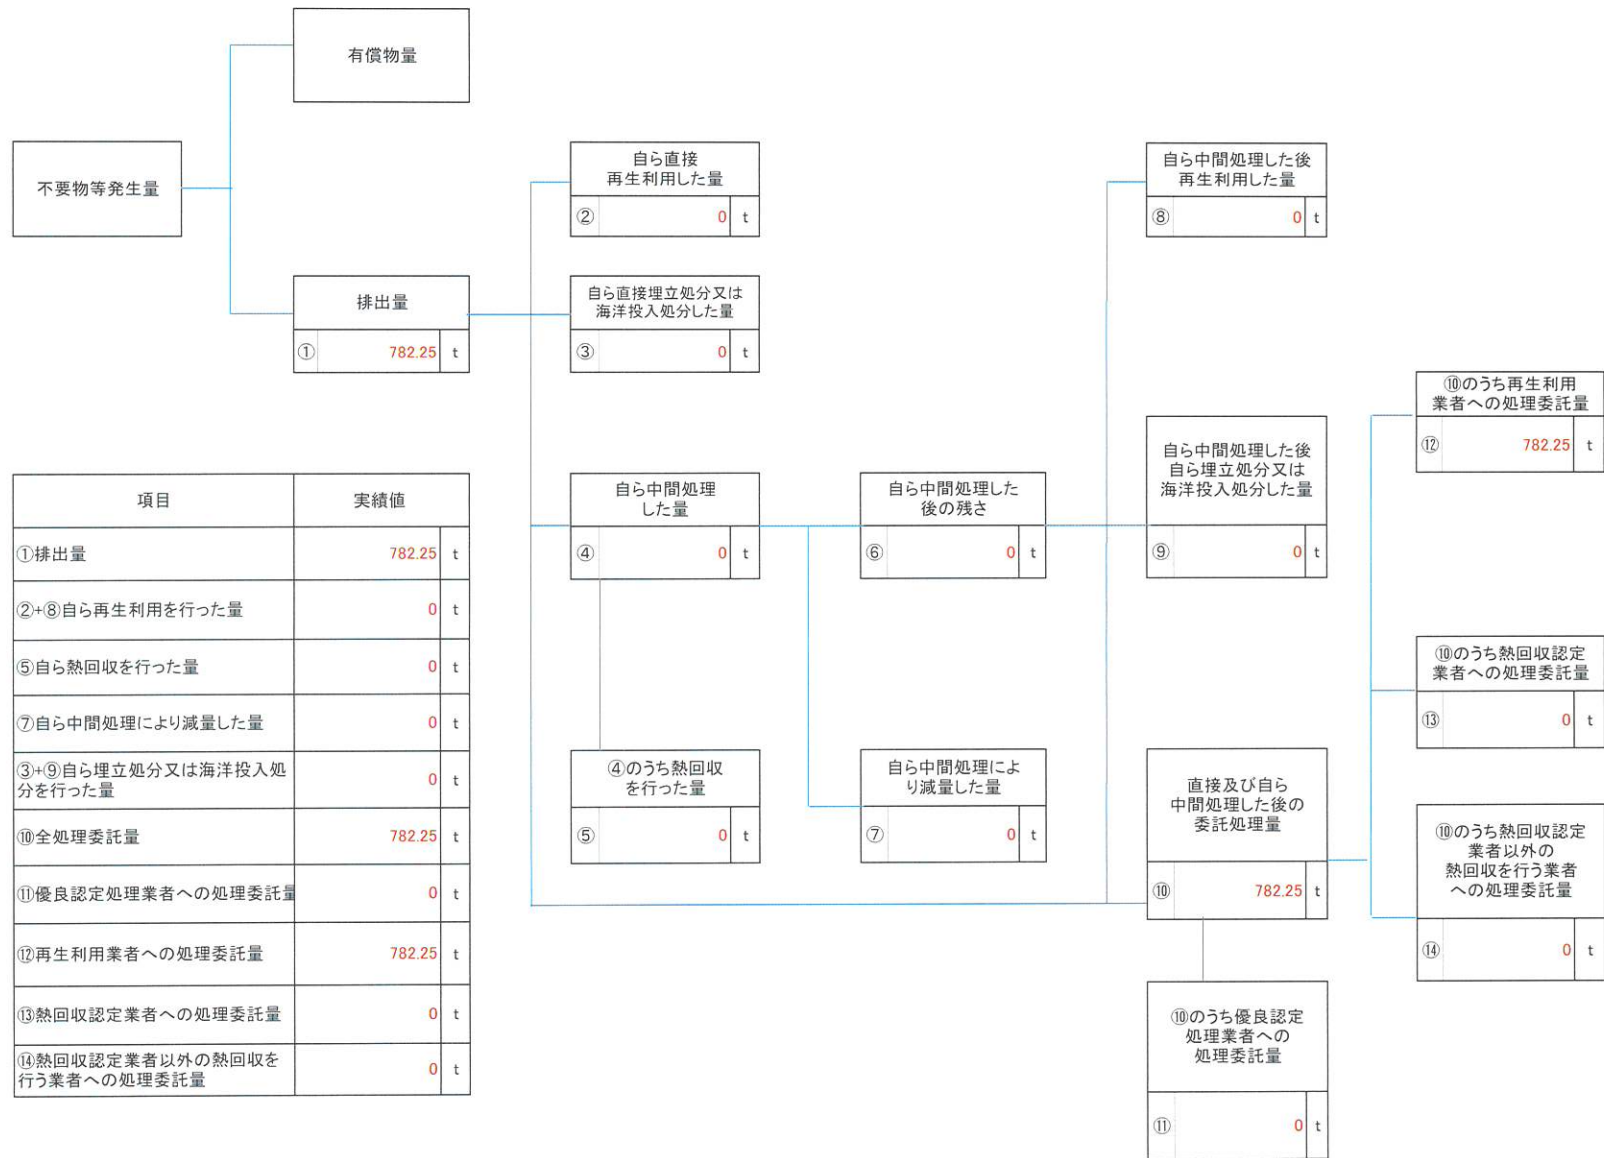 有償物量
不要物等発生量
排出量
① 782.25 t
自ら直接
再生利用した量
② 0 t
自ら直接埋立処分又は
海洋投入処分した量
③ 0 t
自ら中間処理
した量
④ 0 t
④のうち熱回収
を行った量
⑤ 0 t
自ら中間処理した
後の残さ
⑥ 0 t
自ら中間処理によ
り減量した量
⑦ 0 t
自ら中間処理した後
再生利用した量
⑧ 0 t
自ら中間処理した後
自ら埋立処分又は
海洋投入処分した量
⑨ 0 t
直接及び自ら
中間処理した後の
委託処理量
⑩ 782.25 t
⑩のうち優良認定
処理業者への
処理委託量
⑪ 0 t
⑩のうち再生利用
業者への処理委託量
⑫ 782.25 t
⑩のうち熱回収認定
業者への処理委託量
⑬ 0 t
⑩のうち熱回収認定
業者以外の
熱回収を行う業者
への処理委託量
⑭ 0 t
項目 実績値
①排出量 782.25 t
②+⑧自ら再生利用を行った量 0 t
⑤自ら熱回収を行った量 0 t
⑦自ら中間処理により減量した量 0 t
③+⑨自ら埋立処分又は海洋投入処
分を行った量 0 t
⑩全処理委託量 782.25 t
⑪優良認定処理業者への処理委託量 0 t
⑫再生利用業者への処理委託量 782.25 t
⑬熱回収認定業者への処理委託量 0 t
⑭熱回収認定業者以外の熱回収を
行う業者への処理委託量 0 t